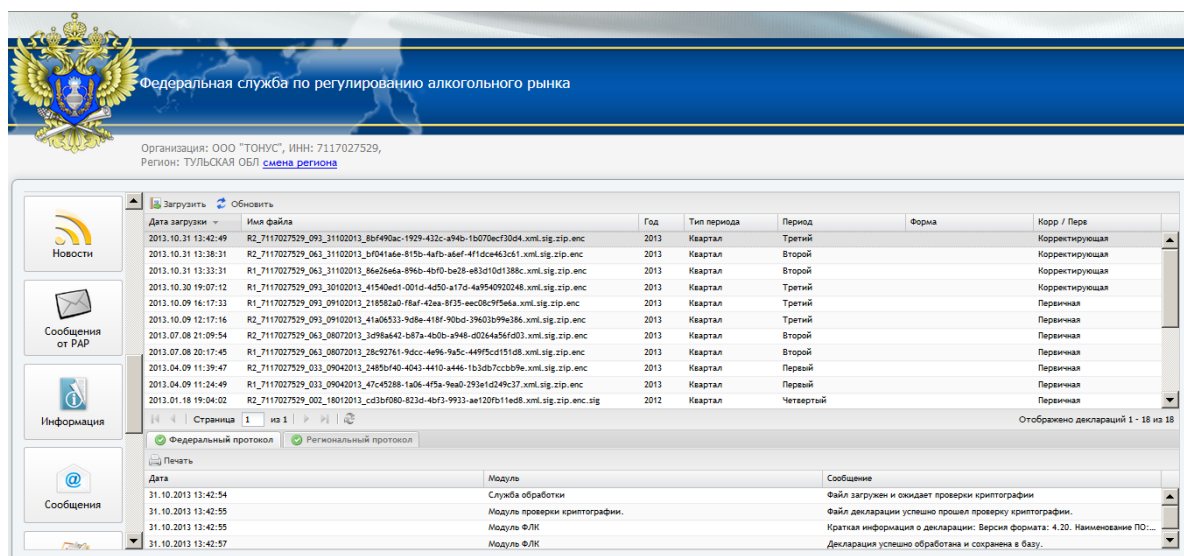 Федеральная служба по регулированию алкогольного рынка
Организация: ООО "ТОНУС", ИНН: 7117027529,
Регион: ТУЛЬСКАЯ ОБЛ смена региона
Новости
Сообщения
от РАР
Информация
Сообщения
Загрузить Обновить
Дата загрузки Имя файла Год Тип периода Период Форма Корр / Перв
2013.10.31 13:42:49 R2_7117027529_093_31102013_8bf490ac-1929-432c-a94b-1b070ecf30d4.xml.sig.zip.enc 2013 Квартал Третий Корректирующая
2013.10.31 13:38:31 R2_7117027529_063_31102013_bf041a6e-815b-4afb-a6ef-4f1dce463c61.xml.sig.zip.enc 2013 Квартал Второй Корректирующая
2013.10.31 13:33:31 R1_7117027529_063_31102013_86e26e6a-896b-4bf0-be28-e83d10d1388c.xml.sig.zip.enc 2013 Квартал Второй Корректирующая
2013.10.30 19:07:12 R1_7117027529_093_30102013_41540ed1-001d-4d50-a17d-4a9540920248.xml.sig.zip.enc 2013 Квартал Третий Корректирующая
2013.10.09 16:17:33 R1_7117027529_093_09102013_218582a0-f8af-42ea-8f35-eec08c9f5e6a.xml.sig.zip.enc 2013 Квартал Третий Первичная
2013.10.09 12:17:16 R2_7117027529_093_09102013_41a06533-9d8e-418f-90bd-39603b99e386.xml.sig.zip.enc 2013 Квартал Третий Первичная
2013.07.08 21:09:54 R2_7117027529_063_08072013_3d98a642-b87a-4b0b-a948-d0264a56fd03.xml.sig.zip.enc 2013 Квартал Второй Первичная
2013.07.08 20:17:45 R1_7117027529_063_08072013_28c92761-9dcc-4e96-9a5c-449f5cd151d8.xml.sig.zip.enc 2013 Квартал Второй Первичная
2013.04.09 11:39:47 R2_7117027529_033_09042013_2485bf40-4043-4410-a446-1b3db7ccbb9e.xml.sig.zip.enc 2013 Квартал Первый Первичная
2013.04.09 11:24:49 R1_7117027529_033_09042013_47c45288-1a06-4f5a-9ea0-293e1d249c37.xml.sig.zip.enc 2013 Квартал Первый Первичная
2013.01.18 19:04:02 R2_7117027529_002_18012013_cd3bf080-823d-4bf3-9933-ae120fb11ed8.xml.sig.zip.enc.sig 2012 Квартал Четвертый Первичная
Страница 1 из 1 Отображено деклараций 1 - 18 из 18
Федеральный протокол Региональный протокол
Печать
Дата Модуль Сообщение
31.10.2013 13:42:54 Служба обработки Файл загружен и ожидает проверки криптографии
31.10.2013 13:42:55 Модуль проверки криптографии. Файл декларации успешно прошел проверку криптографии.
31.10.2013 13:42:55 Модуль ФЛК Краткая информация о декларации: Версия формата: 4.20. Наименование ПО:...
31.10.2013 13:42:57 Модуль ФЛК Декларация успешно обработана и сохранена в базу.